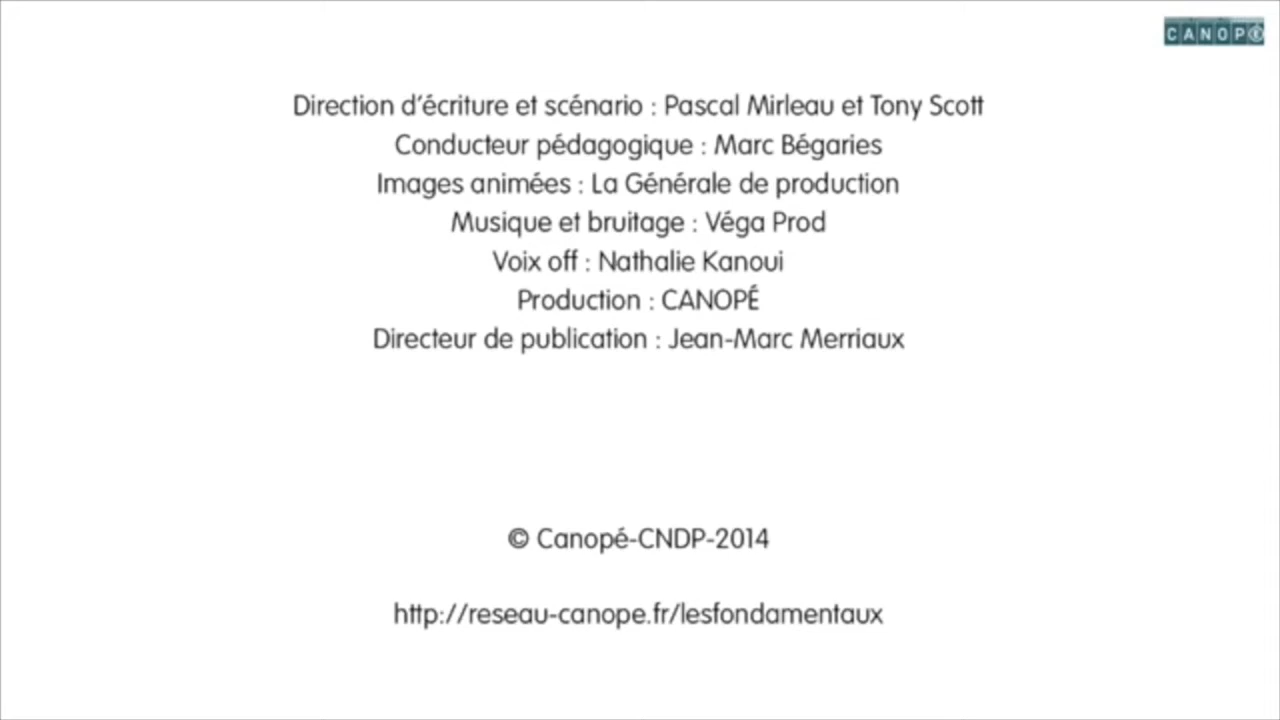 CANOPÉ
Direction d'écriture et scénario : Pascal Mirleau et Tony Scott
Conducteur pédagogique : Marc Bégaries
Images animées : La Générale de production
Musique et bruitage : Véga Prod
Voix off : Nathalie Kanoui
Production : CANOPÉ
Directeur de publication : Jean-Marc Merriaux
© Canopé-CNDP-2014
http://reseau-canope.fr/lesfondamentaux